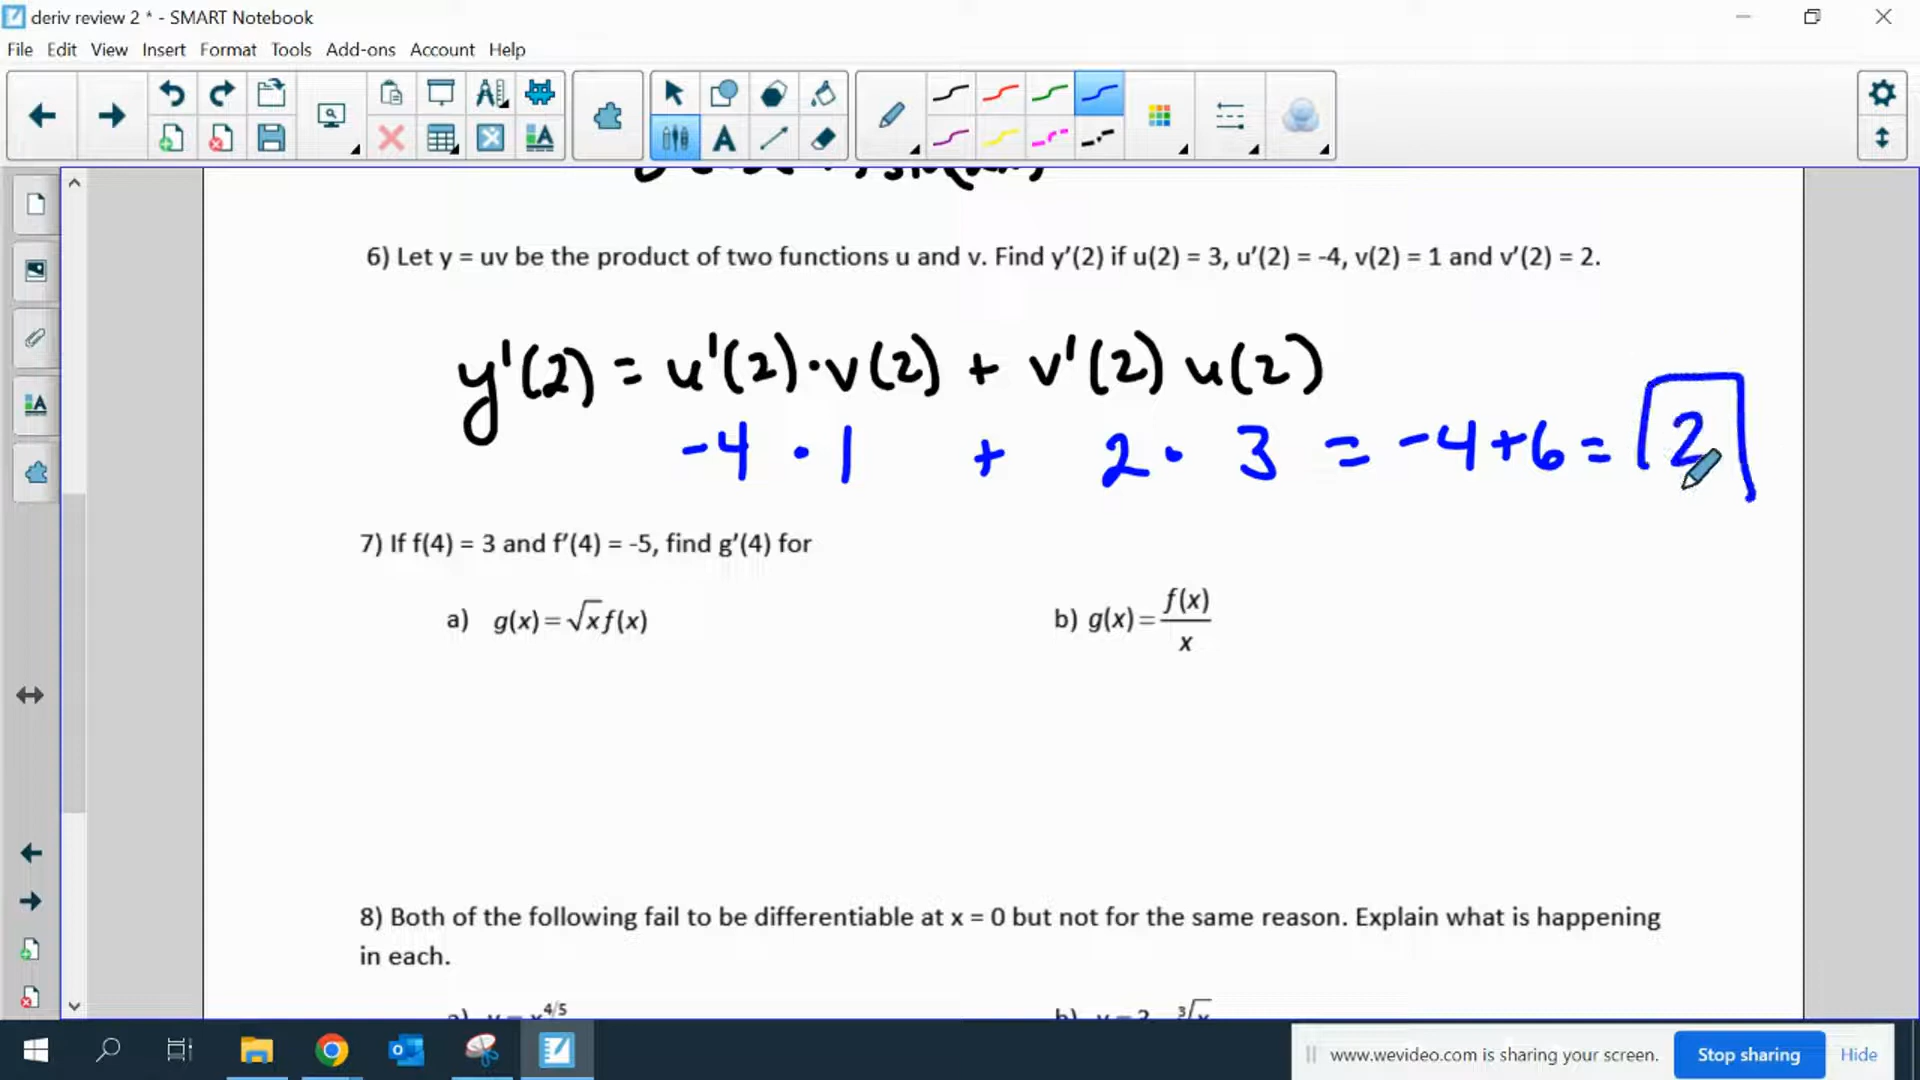 deriv review 2 * - SMART Notebook
File Edit View Insert Format Tools Add-ons Account Help
6) Let y = uv be the product of two functions u and v. Find y'(2) if u(2) = 3, u'(2) = -4, v(2) = 1 and v'(2) = 2.
y'(2) = u'(2)·v(2) + v'(2) u(2)
-4 · 1 + 2 · 3 = -4+6 = 2
7) If f(4) = 3 and f'(4) = -5, find g'(4) for
a) g(x) = √x f(x)
b) g(x) = f(x)/x
8) Both of the following fail to be differentiable at x = 0 but not for the same reason. Explain what is happening
in each.
www.wevideo.com is sharing your screen. Stop sharing Hide